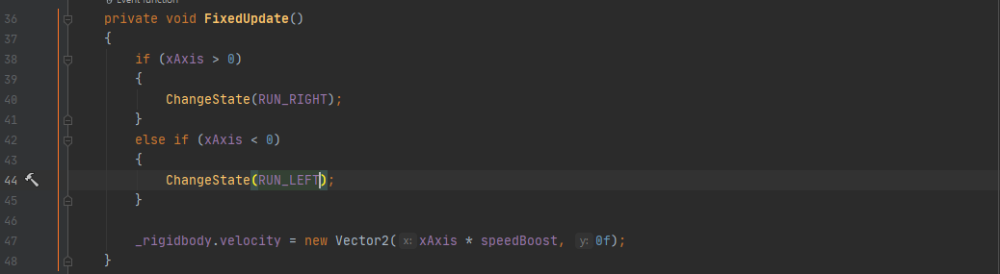 Event function
36 private void FixedUpdate()
37 {
38 if (xAxis > 0)
39 {
40 ChangeState(RUN_RIGHT);
41 }
42 else if (xAxis < 0)
43 {
44 ChangeState(RUN_LEFT);
45 }
46
47 _rigidbody.velocity = new Vector2( x: xAxis * speedBoost, y: 0f);
48 }